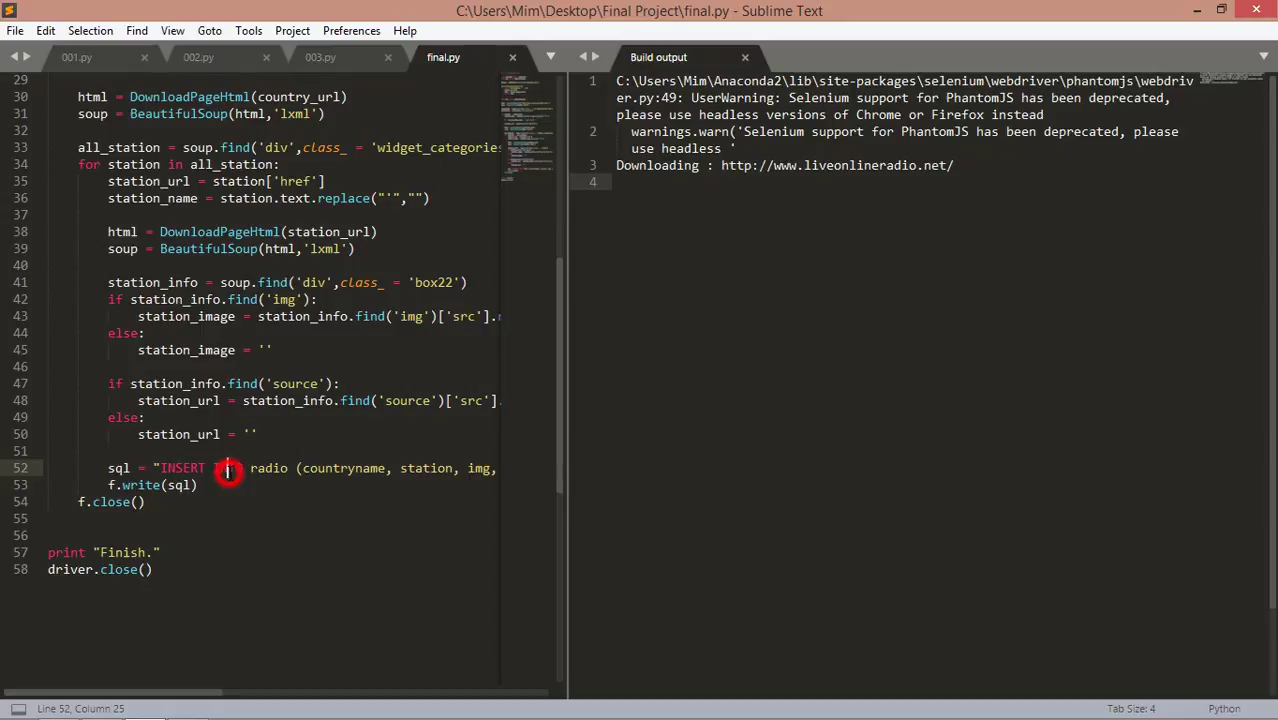 C:\Users\Mim\Desktop\Final Project\final.py - Sublime Text
File Edit Selection Find View Goto Tools Project Preferences Help
001.py 002.py 003.py final.py Build output
29
30 html = DownloadPageHtml(country_url)
31 soup = BeautifulSoup(html,'lxml')
32
33 all_station = soup.find('div',class_ = 'widget_categories
34 for station in all_station:
35 station_url = station['href']
36 station_name = station.text.replace("'","")
37
38 html = DownloadPageHtml(station_url)
39 soup = BeautifulSoup(html,'lxml')
40
41 station_info = soup.find('div',class_ = 'box22')
42 if station_info.find('img'):
43 station_image = station_info.find('img')['src'].
44 else:
45 station_image = ''
46
47 if station_info.find('source'):
48 station_url = station_info.find('source')['src'].
49 else:
50 station_url = ''
51
52 sql = "INSERT radio (countryname, station, img,
53 f.write(sql)
54 f.close()
55
56
57 print "Finish."
58 driver.close()
1 C:\Users\Mim\Anaconda2\lib\site-packages\selenium\webdriver\phantomjs\webdriv
er.py:49: UserWarning: Selenium support for PhantomJS has been deprecated,
please use headless versions of Chrome or Firefox instead
2 warnings.warn('Selenium support for PhantomJS has been deprecated, please
use headless '
3 Downloading : http://www.liveonlineradio.net/
4
Line 52, Column 25 Tab Size: 4 Python